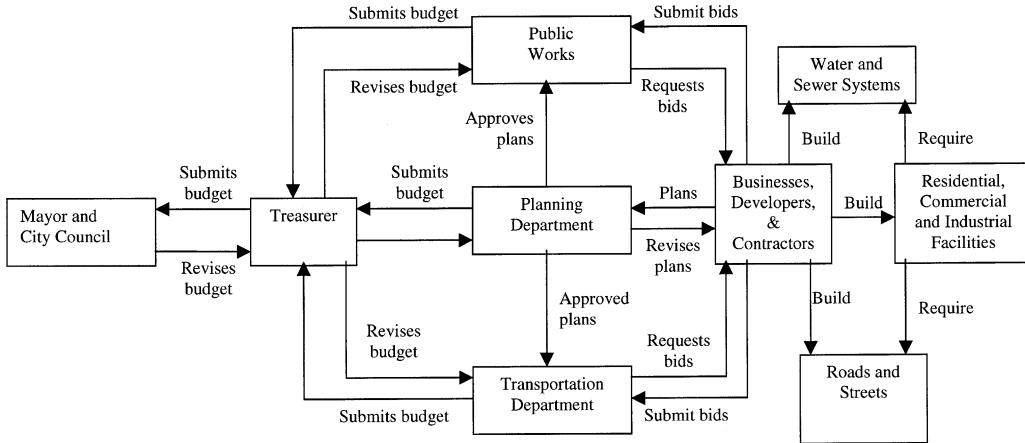 Submits budget
Public
Works
Submit bids
Water and
Sewer Systems
Revises budget
Requests
bids
Approves
plans
Build
Require
Submits
budget
Submits
budget
Plans
Mayor and
City Council
Treasurer
Planning
Department
Businesses,
Developers,
&
Contractors
Build
Residential,
Commercial
and Industrial
Facilities
Revises
budget
Revises
plans
Approved
plans
Build
Require
Revises
budget
Requests
bids
Transportation
Department
Roads and
Streets
Submits budget
Submit bids